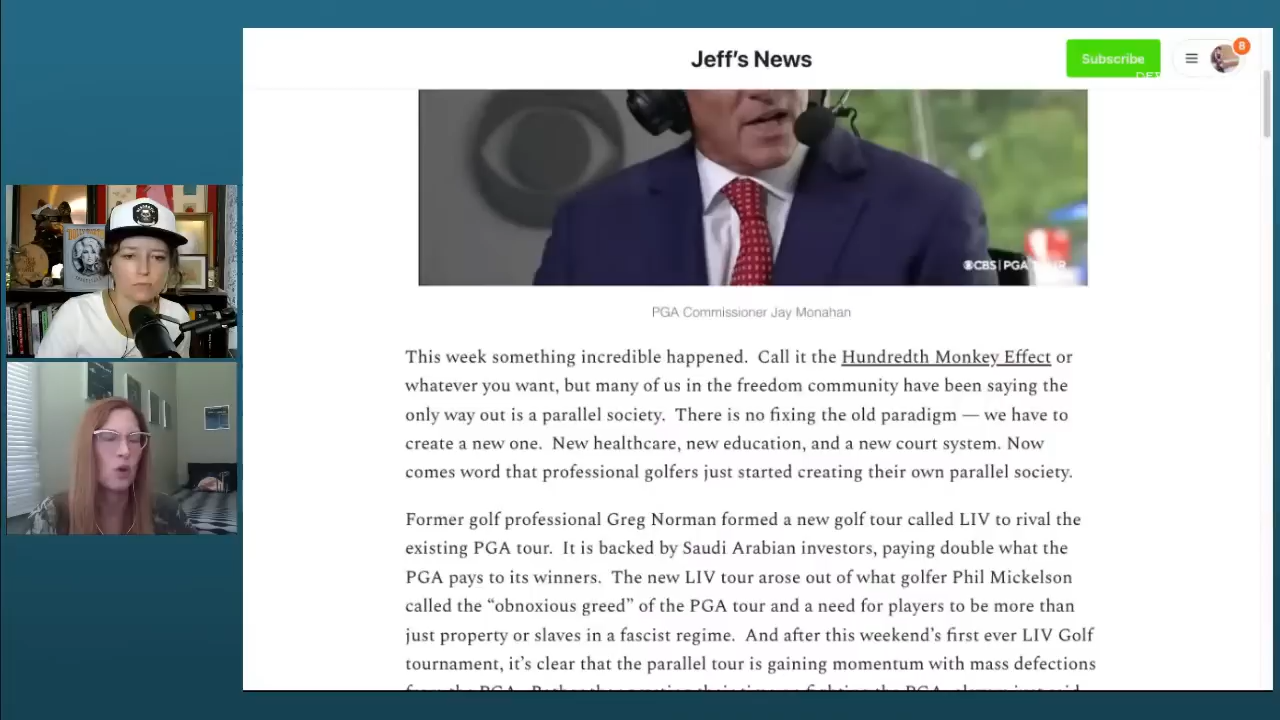 Jeff's News
Subscribe
8
CBS | PGA TOUR
PGA Commissioner Jay Monahan
This week something incredible happened.  Call it the Hundredth Monkey Effect or
whatever you want, but many of us in the freedom community have been saying the
only way out is a parallel society.  There is no fixing the old paradigm — we have to
create a new one.  New healthcare, new education, and a new court system. Now
comes word that professional golfers just started creating their own parallel society.
Former golf professional Greg Norman formed a new golf tour called LIV to rival the
existing PGA tour.  It is backed by Saudi Arabian investors, paying double what the
PGA pays to its winners.  The new LIV tour arose out of what golfer Phil Mickelson
called the “obnoxious greed” of the PGA tour and a need for players to be more than
just property or slaves in a fascist regime.  And after this weekend’s first ever LIV Golf
tournament, it’s clear that the parallel tour is gaining momentum with mass defections